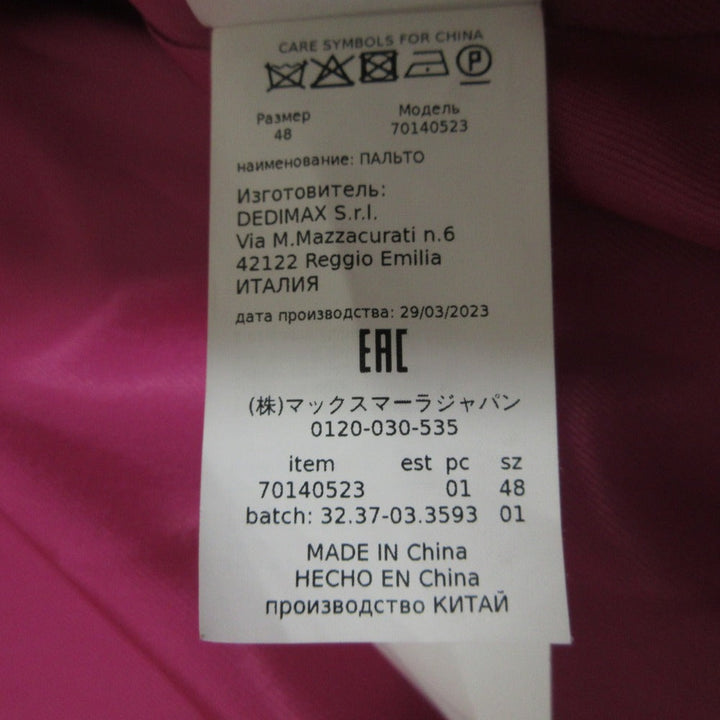 CARE SYMBOLS FOR CHINA
P
Размер Модель
48 70140523
наименование: ПАЛЬТО
Изготовитель:
DEDIMAX S.r.l.
Via M.Mazzacurati n.6
42122 Reggio Emilia
ИТАЛИЯ
дата производства: 29/03/2023
EAC
(株)マックスマーラジャパン
0120-030-535
item est pc sz
70140523 01 48
batch: 32.37-03.3593 01
MADE IN China
HECHO EN China
производство КИТАЙ